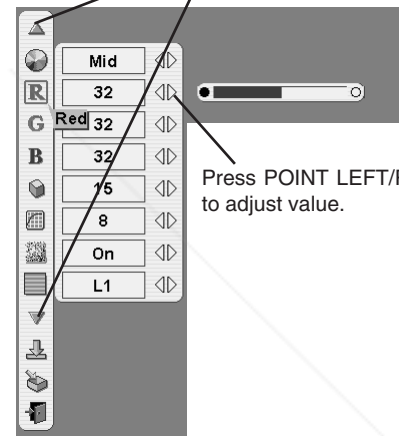 Mid
R 32
G Red 32
B 32
15
8
On
L1
Press POINT LEFT/
to adjust value.